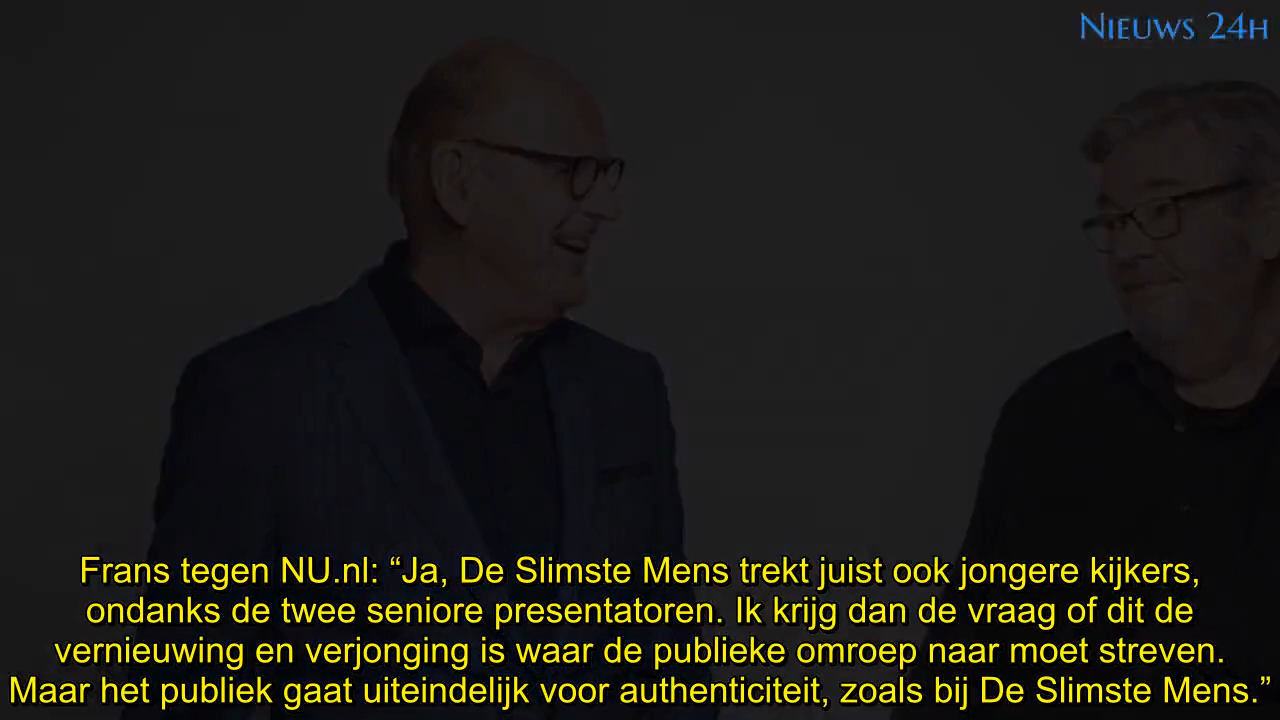 Nieuws 24h
Frans tegen NU.nl: “Ja, De Slimste Mens trekt juist ook jongere kijkers,
ondanks de twee seniore presentatoren. Ik krijg dan de vraag of dit de
vernieuwing en verjonging is waar de publieke omroep naar moet streven.
Maar het publiek gaat uiteindelijk voor authenticiteit, zoals bij De Slimste Mens.”